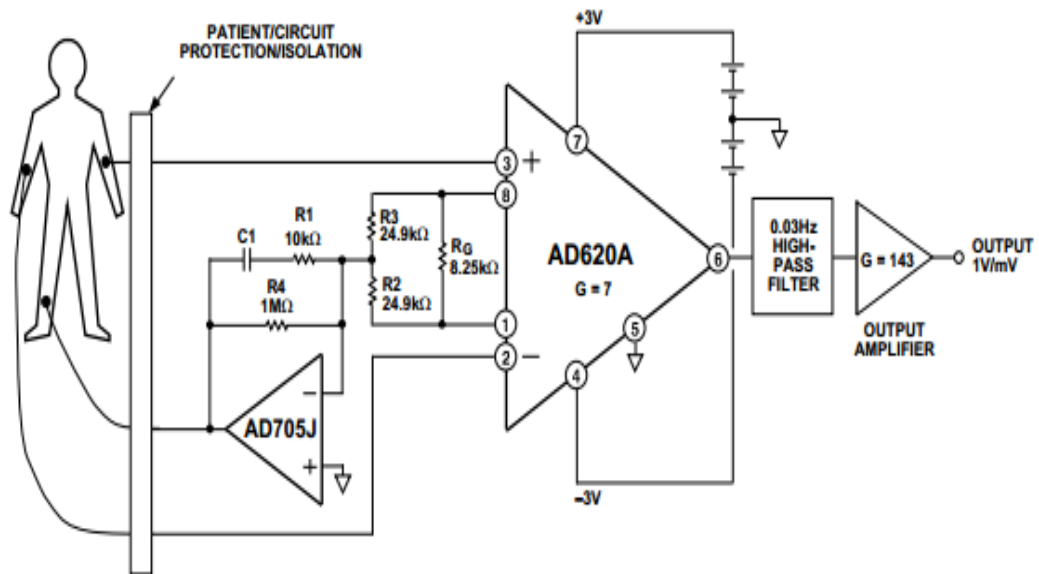 PATIENT/CIRCUIT
PROTECTION/ISOLATION
+3V
7
3
+
8
R1
10kΩ
C1
R3
24.9kΩ
RG
8.25kΩ
R4
1MΩ
R2
24.9kΩ
AD620A
G = 7
6
0.03Hz
HIGH-
PASS
FILTER
G = 143
OUTPUT
1V/mV
OUTPUT
AMPLIFIER
1
5
2
−
4
AD705J
−
+
−3V